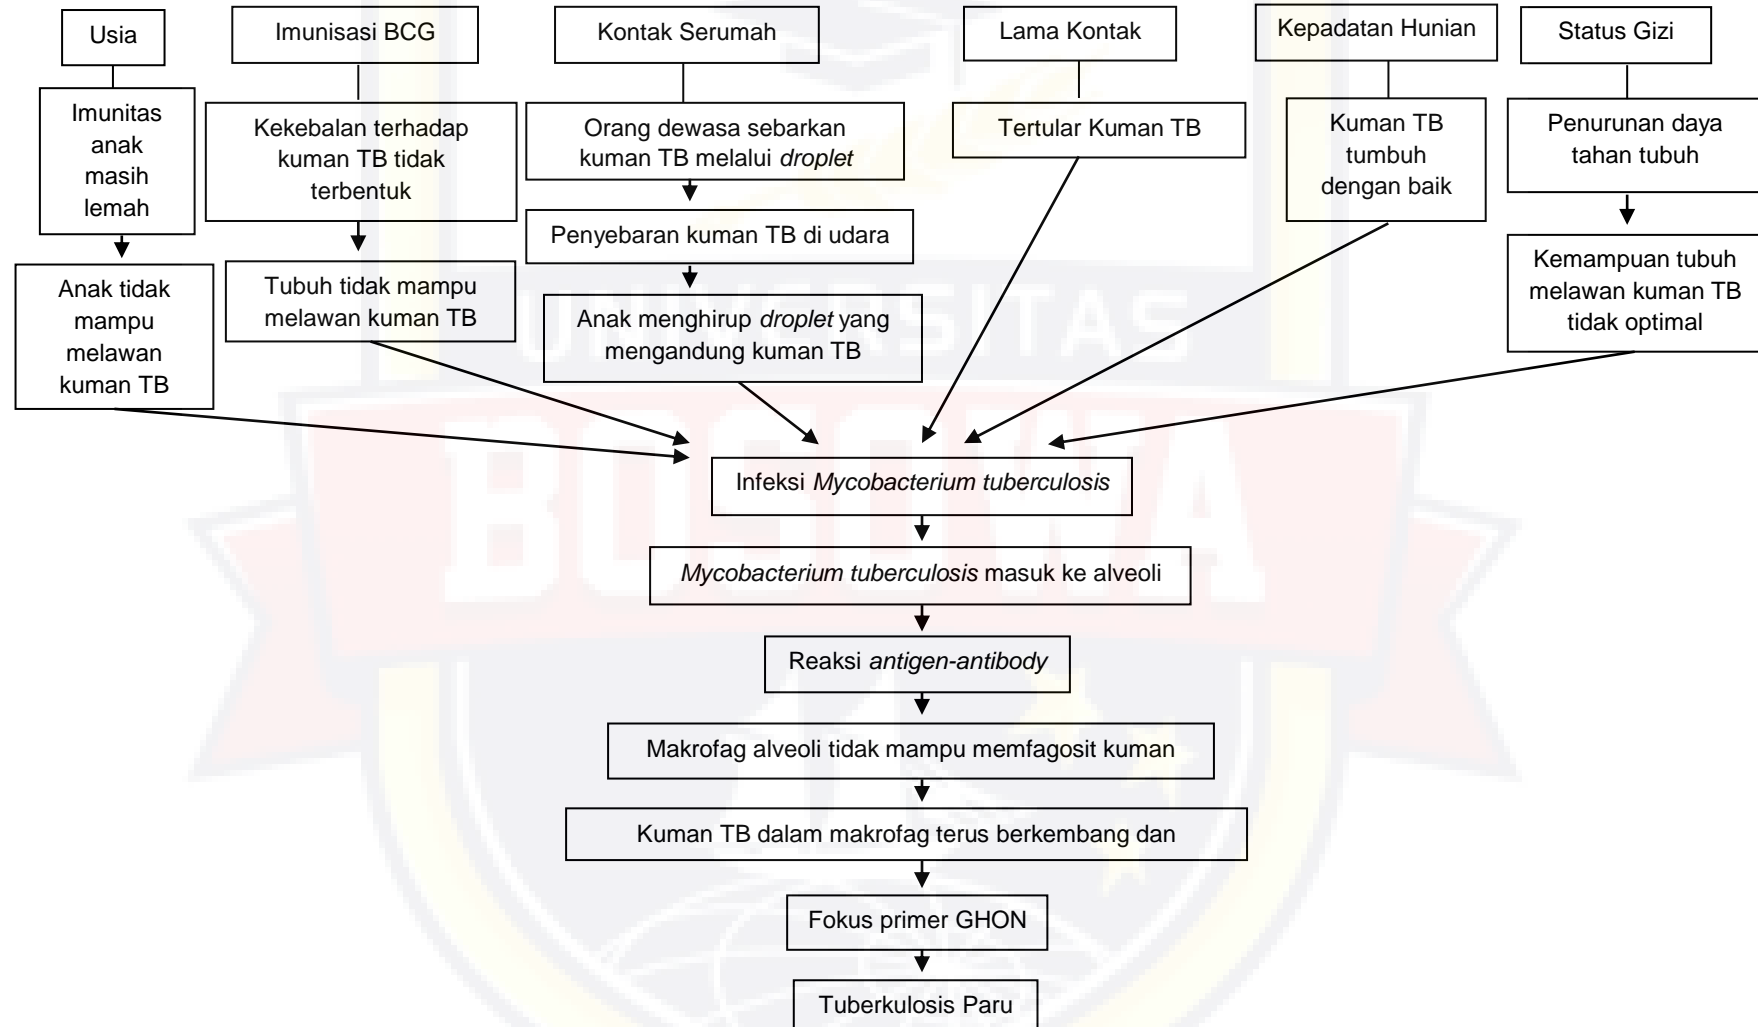 Usia
Imunisasi BCG
Kontak Serumah
Lama Kontak
Kepadatan Hunian
Status Gizi
Imunitas
anak
masih
lemah
Kekebalan terhadap
kuman TB tidak
terbentuk
Orang dewasa sebarkan
kuman TB melalui droplet
Tertular Kuman TB
Kuman TB
tumbuh
dengan baik
Penurunan daya
tahan tubuh
Penyebaran kuman TB di udara
Anak tidak
mampu
melawan
kuman TB
Tubuh tidak mampu
melawan kuman TB
Anak menghirup droplet yang
mengandung kuman TB
Kemampuan tubuh
melawan kuman TB
tidak optimal
UNIVERSITAS
BOSOWA
Infeksi Mycobacterium tuberculosis
Mycobacterium tuberculosis masuk ke alveoli
Reaksi antigen-antibody
Makrofag alveoli tidak mampu memfagosit kuman
Kuman TB dalam makrofag terus berkembang dan
Fokus primer GHON
Tuberkulosis Paru